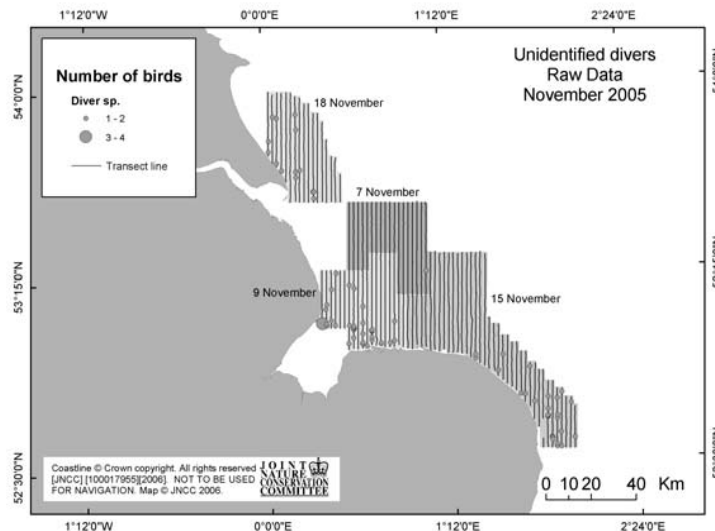 1°12'0"W 0°0'0"E 1°12'0"E 2°24'0"E
Number of birds
Diver sp.
1 - 2
3 - 4
Transect line
Unidentified divers
Raw Data
November 2005
54°0'0"N
18 November
7 November
53°15'0"N
9 November
15 November
52°30'0"N
Coastline © Crown copyright. All rights reserved
[JNCC] [100017955][2006]. NOT TO BE USED
FOR NAVIGATION. Map © JNCC 2006.
JOINT
NATURE
CONSERVATION
COMMITTEE
0 5 10 20 30 40 Km
1°12'0"W 0°0'0"E 1°12'0"E 2°24'0"E